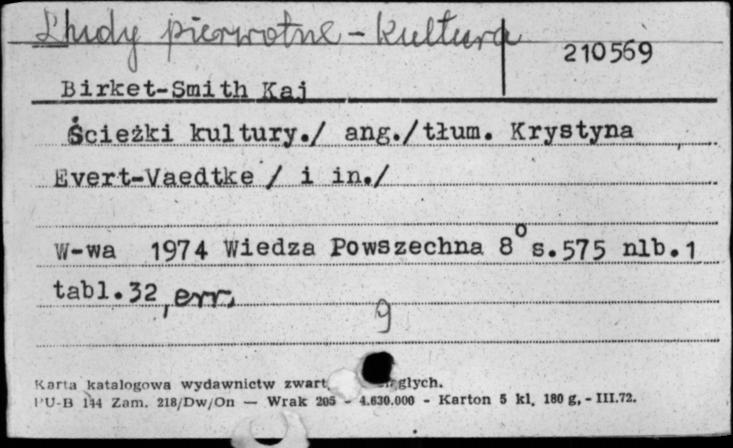 Ludy pierwotne - Kultura
210569
Birket-Smith Kaj
Ścieżki kultury./ ang./tłum. Krystyna
Evert-Vaedtke / i in./
W-wa 1974 Wiedza Powszechna 8° s.575 nlb.1
tabl.32, err.
9
Karta katalogowa wydawnictw zwart. głych.
PU-B 144 Zam. 218/Dw/On — Wrak 205 - 4.630.000 - Karton 5 kl. 180 g, - III.72.